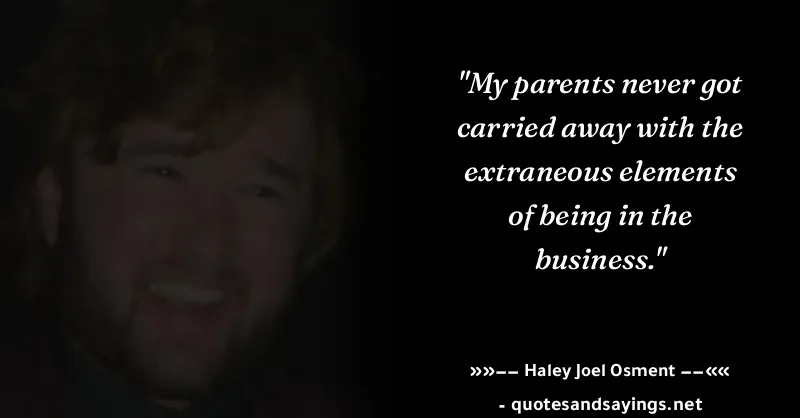 "My parents never got
carried away with the
extraneous elements
of being in the
business."
»»−− Haley Joel Osment −−««
- quotesandsayings.net